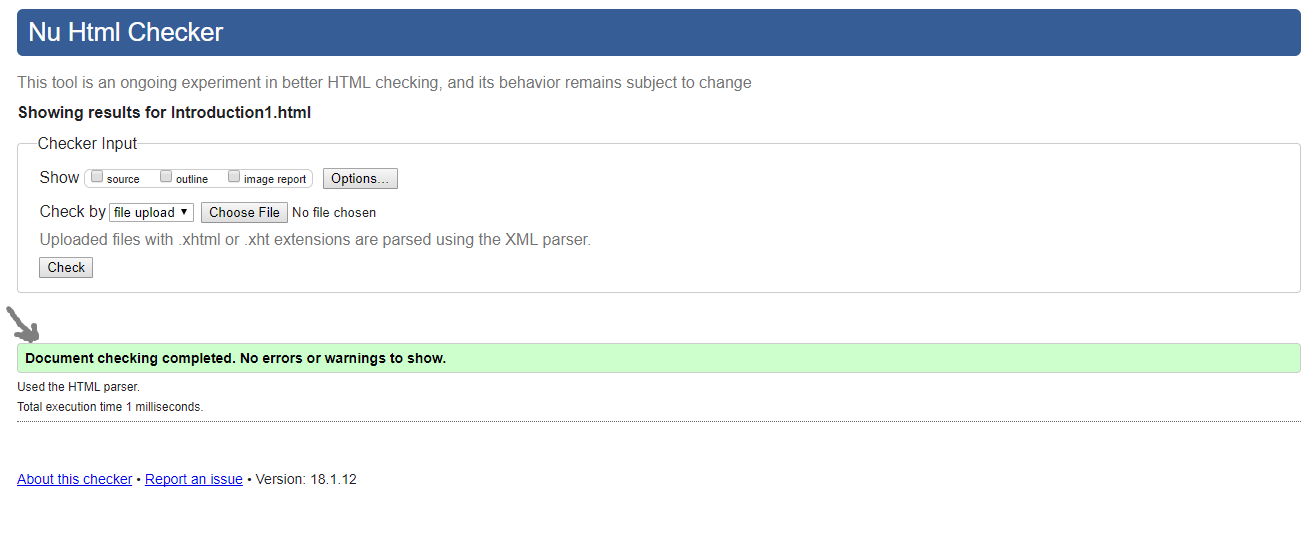 Nu Html Checker
This tool is an ongoing experiment in better HTML checking, and its behavior remains subject to change
Showing results for Introduction1.html
Checker Input
Show source outline image report Options...
Check by file upload Choose File No file chosen
Uploaded files with .xhtml or .xht extensions are parsed using the XML parser.
Check
Document checking completed. No errors or warnings to show.
Used the HTML parser.
Total execution time 1 milliseconds.
About this checker • Report an issue • Version: 18.1.12